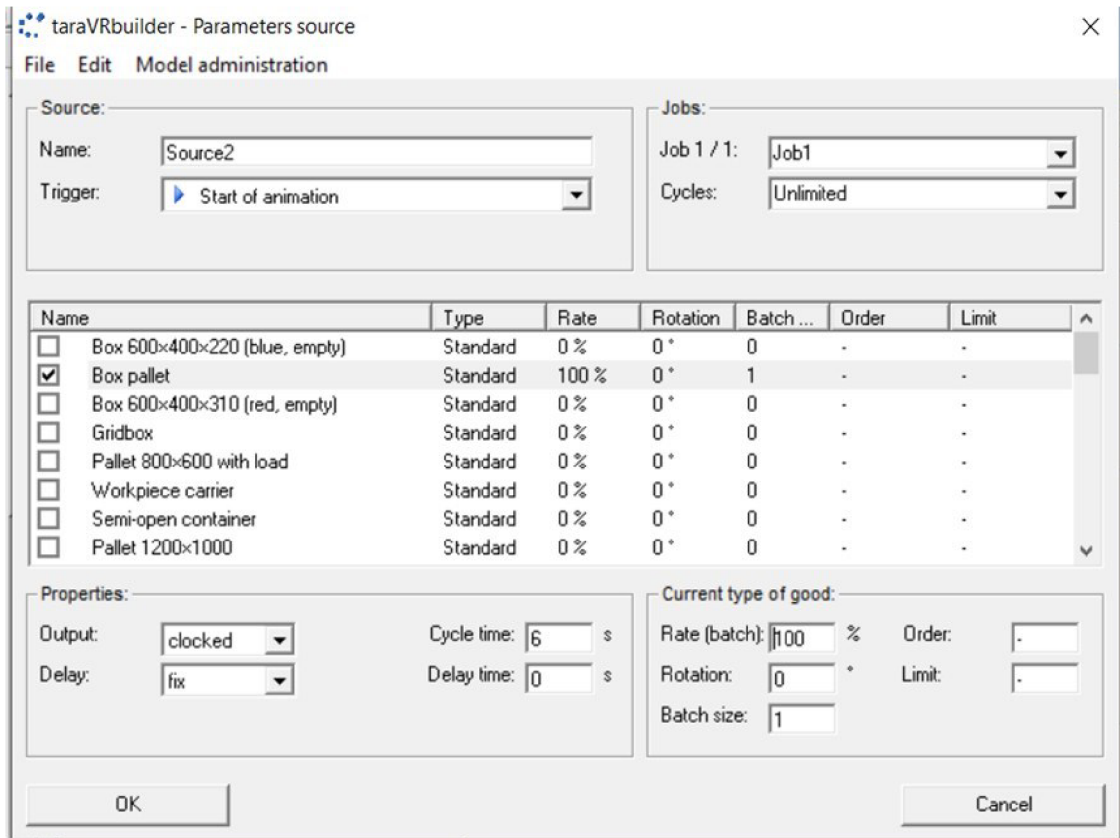 taraVRbuilder - Parameters source
File Edit Model administration
Source:
Name: Source2
Trigger: Start of animation
Jobs:
Job 1 / 1: Job1
Cycles: Unlimited
Name Type Rate Rotation Batch ... Order Limit
Box 600×400×220 (blue, empty) Standard 0 % 0 ° 0 - -
Box pallet Standard 100 % 0 ° 1 - -
Box 600×400×310 (red, empty) Standard 0 % 0 ° 0 - -
Gridbox Standard 0 % 0 ° 0 - -
Pallet 800×600 with load Standard 0 % 0 ° 0 - -
Workpiece carrier Standard 0 % 0 ° 0 - -
Semi-open container Standard 0 % 0 ° 0 - -
Pallet 1200×1000 Standard 0 % 0 ° 0 - -
Properties:
Output: clocked Cycle time: 6 s
Delay: fix Delay time: 0 s
Current type of good:
Rate (batch): 100 % Order: -
Rotation: 0 ° Limit: -
Batch size: 1
OK Cancel